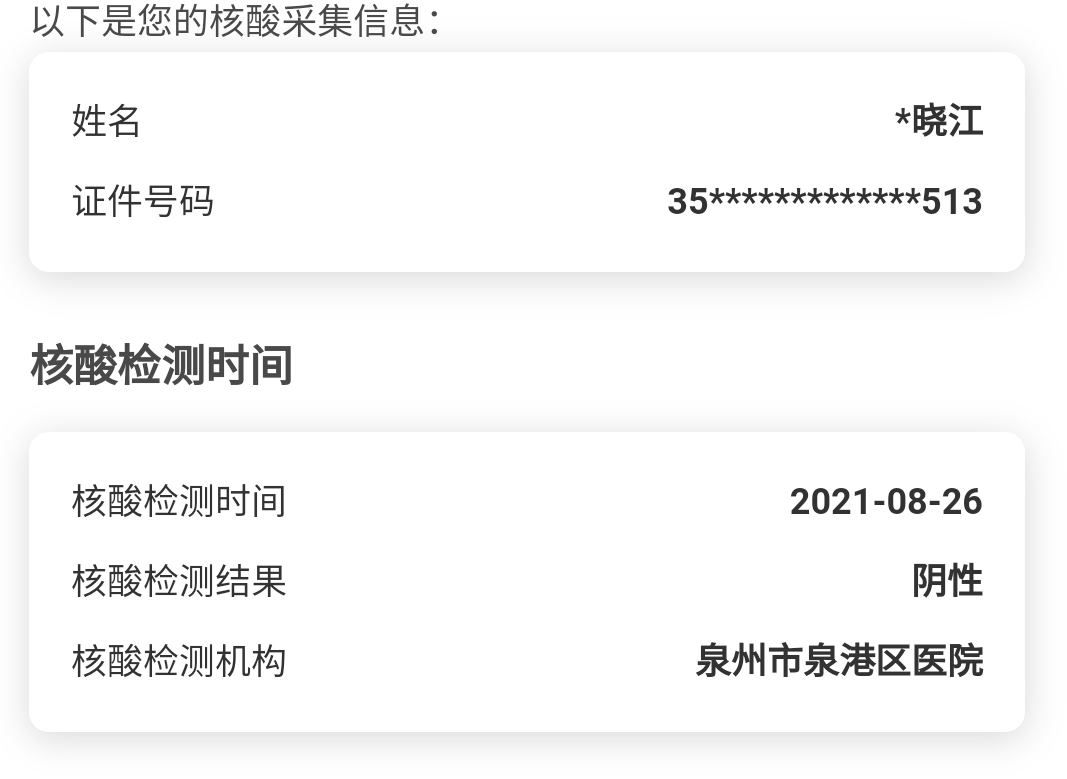 以下是您的核酸采集信息：
姓名 *晓江
证件号码 35*************513
核酸检测时间
核酸检测时间 2021-08-26
核酸检测结果 阴性
核酸检测机构 泉州市泉港区医院